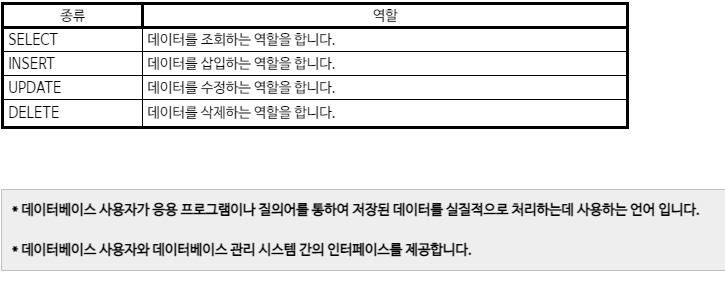 종류 역할
SELECT 데이터를 조회하는 역할을 합니다.
INSERT 데이터를 삽입하는 역할을 합니다.
UPDATE 데이터를 수정하는 역할을 합니다.
DELETE 데이터를 삭제하는 역할을 합니다.
* 데이터베이스 사용자가 응용 프로그램이나 질의어를 통하여 저장된 데이터를 실질적으로 처리하는데 사용하는 언어 입니다.
* 데이터베이스 사용자와 데이터베이스 관리 시스템 간의 인터페이스를 제공합니다.